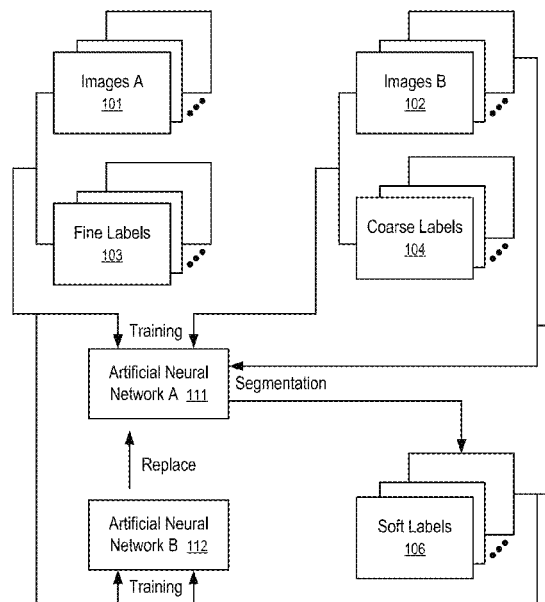 Images A
101
Images B
102
Fine Labels
103
Coarse Labels
104
Training
Artificial Neural
Network A 111
Segmentation
Replace
Artificial Neural
Network B 112
Soft Labels
106
Training